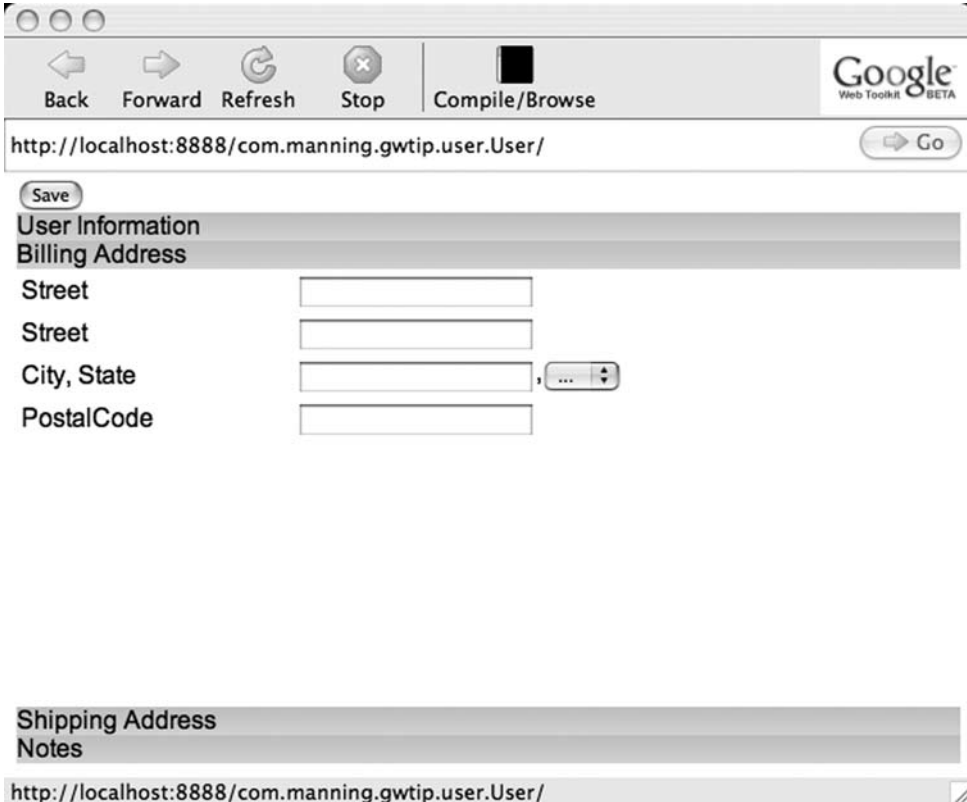 Back Forward Refresh Stop Compile/Browse
Google
Web Toolkit BETA
http://localhost:8888/com.manning.gwtip.user.User/ Go
Save
User Information
Billing Address
Street
Street
City, State , ...
PostalCode
Shipping Address
Notes
http://localhost:8888/com.manning.gwtip.user.User/